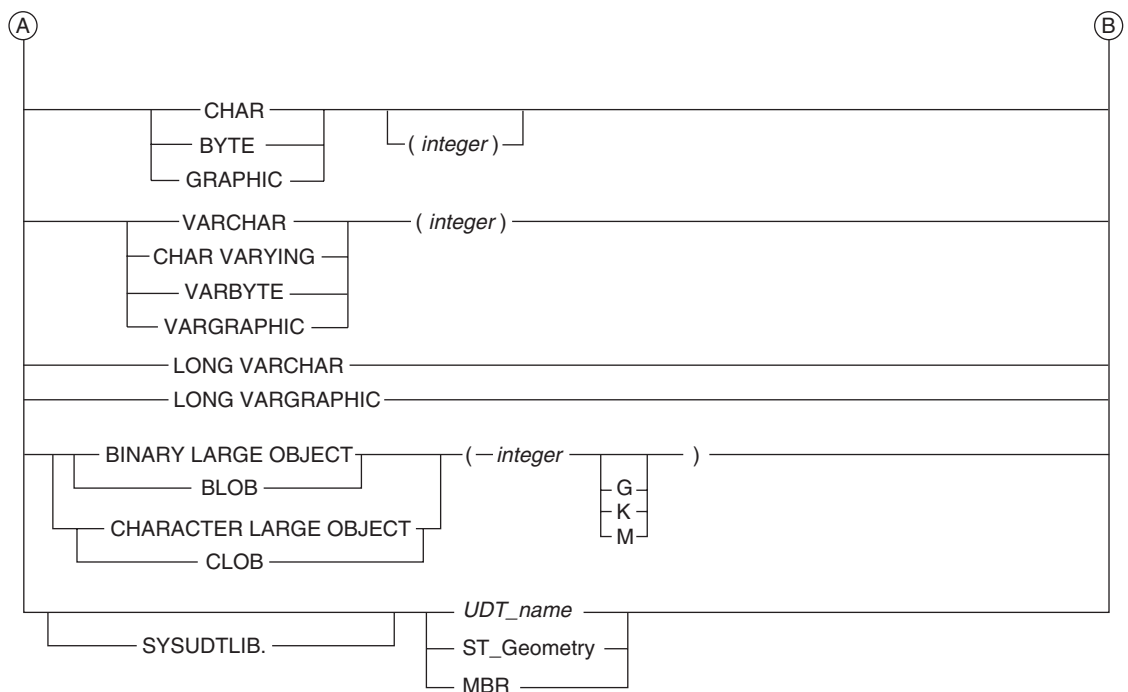 A B
CHAR
BYTE ( integer )
GRAPHIC
VARCHAR ( integer )
CHAR VARYING
VARBYTE
VARGRAPHIC
LONG VARCHAR
LONG VARGRAPHIC
BINARY LARGE OBJECT ( integer )
BLOB G
K
CHARACTER LARGE OBJECT M
CLOB
UDT_name
SYSUDTLIB. ST_Geometry
MBR